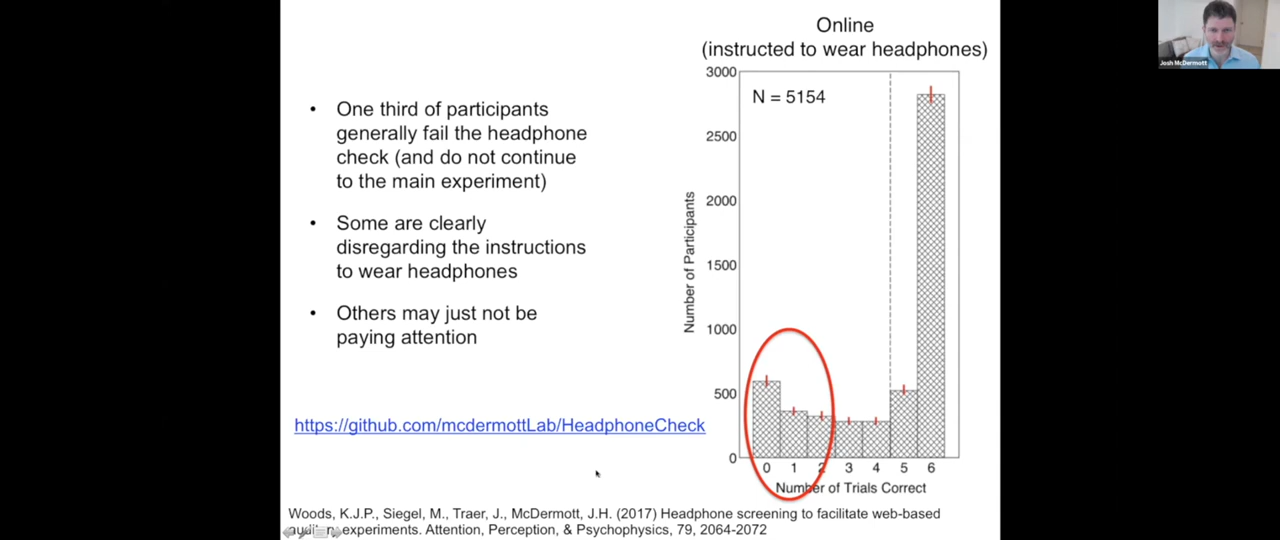 Online
(instructed to wear headphones)
Josh McDermott
• One third of participants
generally fail the headphone
check (and do not continue
to the main experiment)
• Some are clearly
disregarding the instructions
to wear headphones
• Others may just not be
paying attention
https://github.com/mcdermottLab/HeadphoneCheck
N = 5154
Number of Participants
3000
2500
2000
1500
1000
500
0
0 1 2 3 4 5 6
Number of Trials Correct
Woods, K.J.P., Siegel, M., Traer, J., McDermott, J.H. (2017) Headphone screening to facilitate web-based
auditory experiments. Attention, Perception, & Psychophysics, 79, 2064-2072